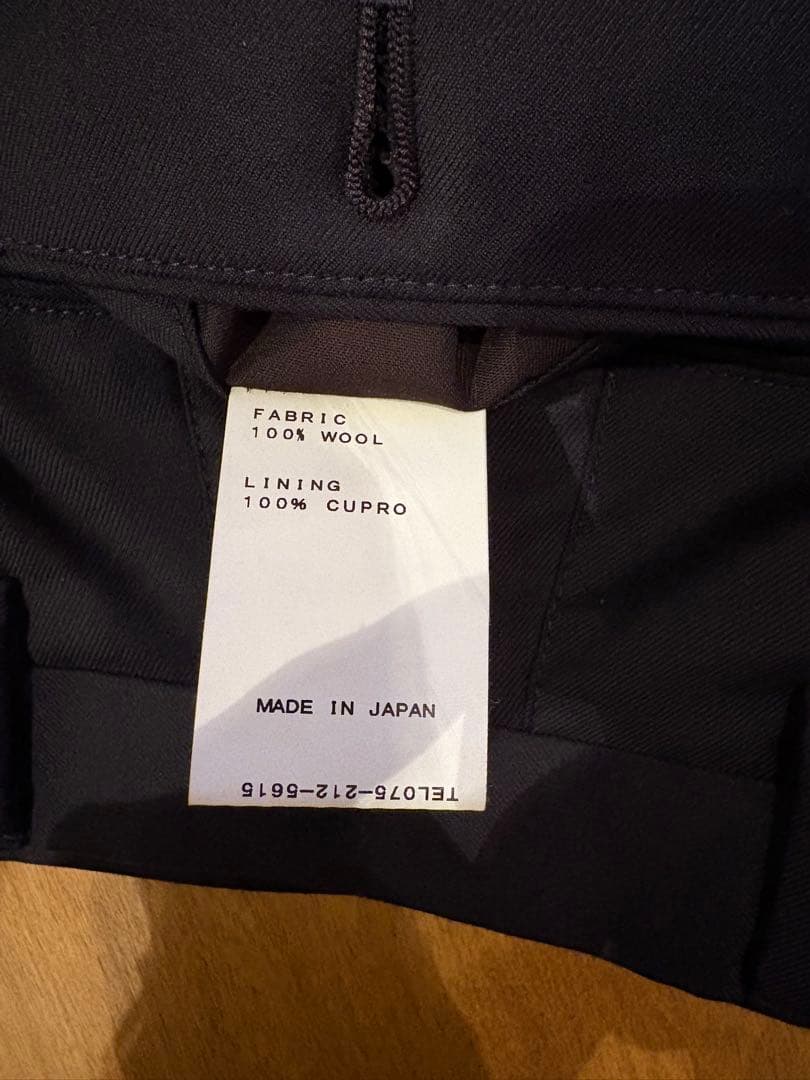 FABRIC
100% WOOL
LINING
100% CUPRO
MADE IN JAPAN
TEL075-212-5615